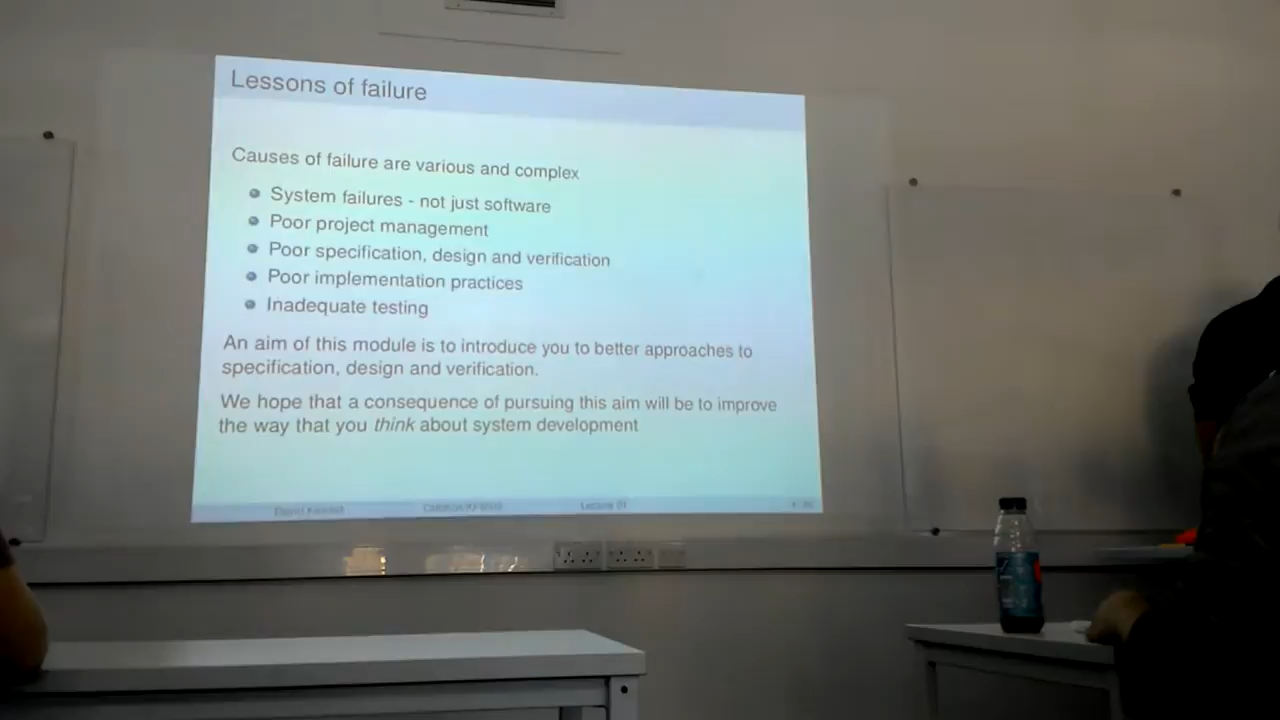 Lessons of failure
Causes of failure are various and complex
System failures - not just software
Poor project management
Poor specification, design and verification
Poor implementation practices
Inadequate testing
An aim of this module is to introduce you to better approaches to
specification, design and verification.
We hope that a consequence of pursuing this aim will be to improve
the way that you think about system development
Lecture 01